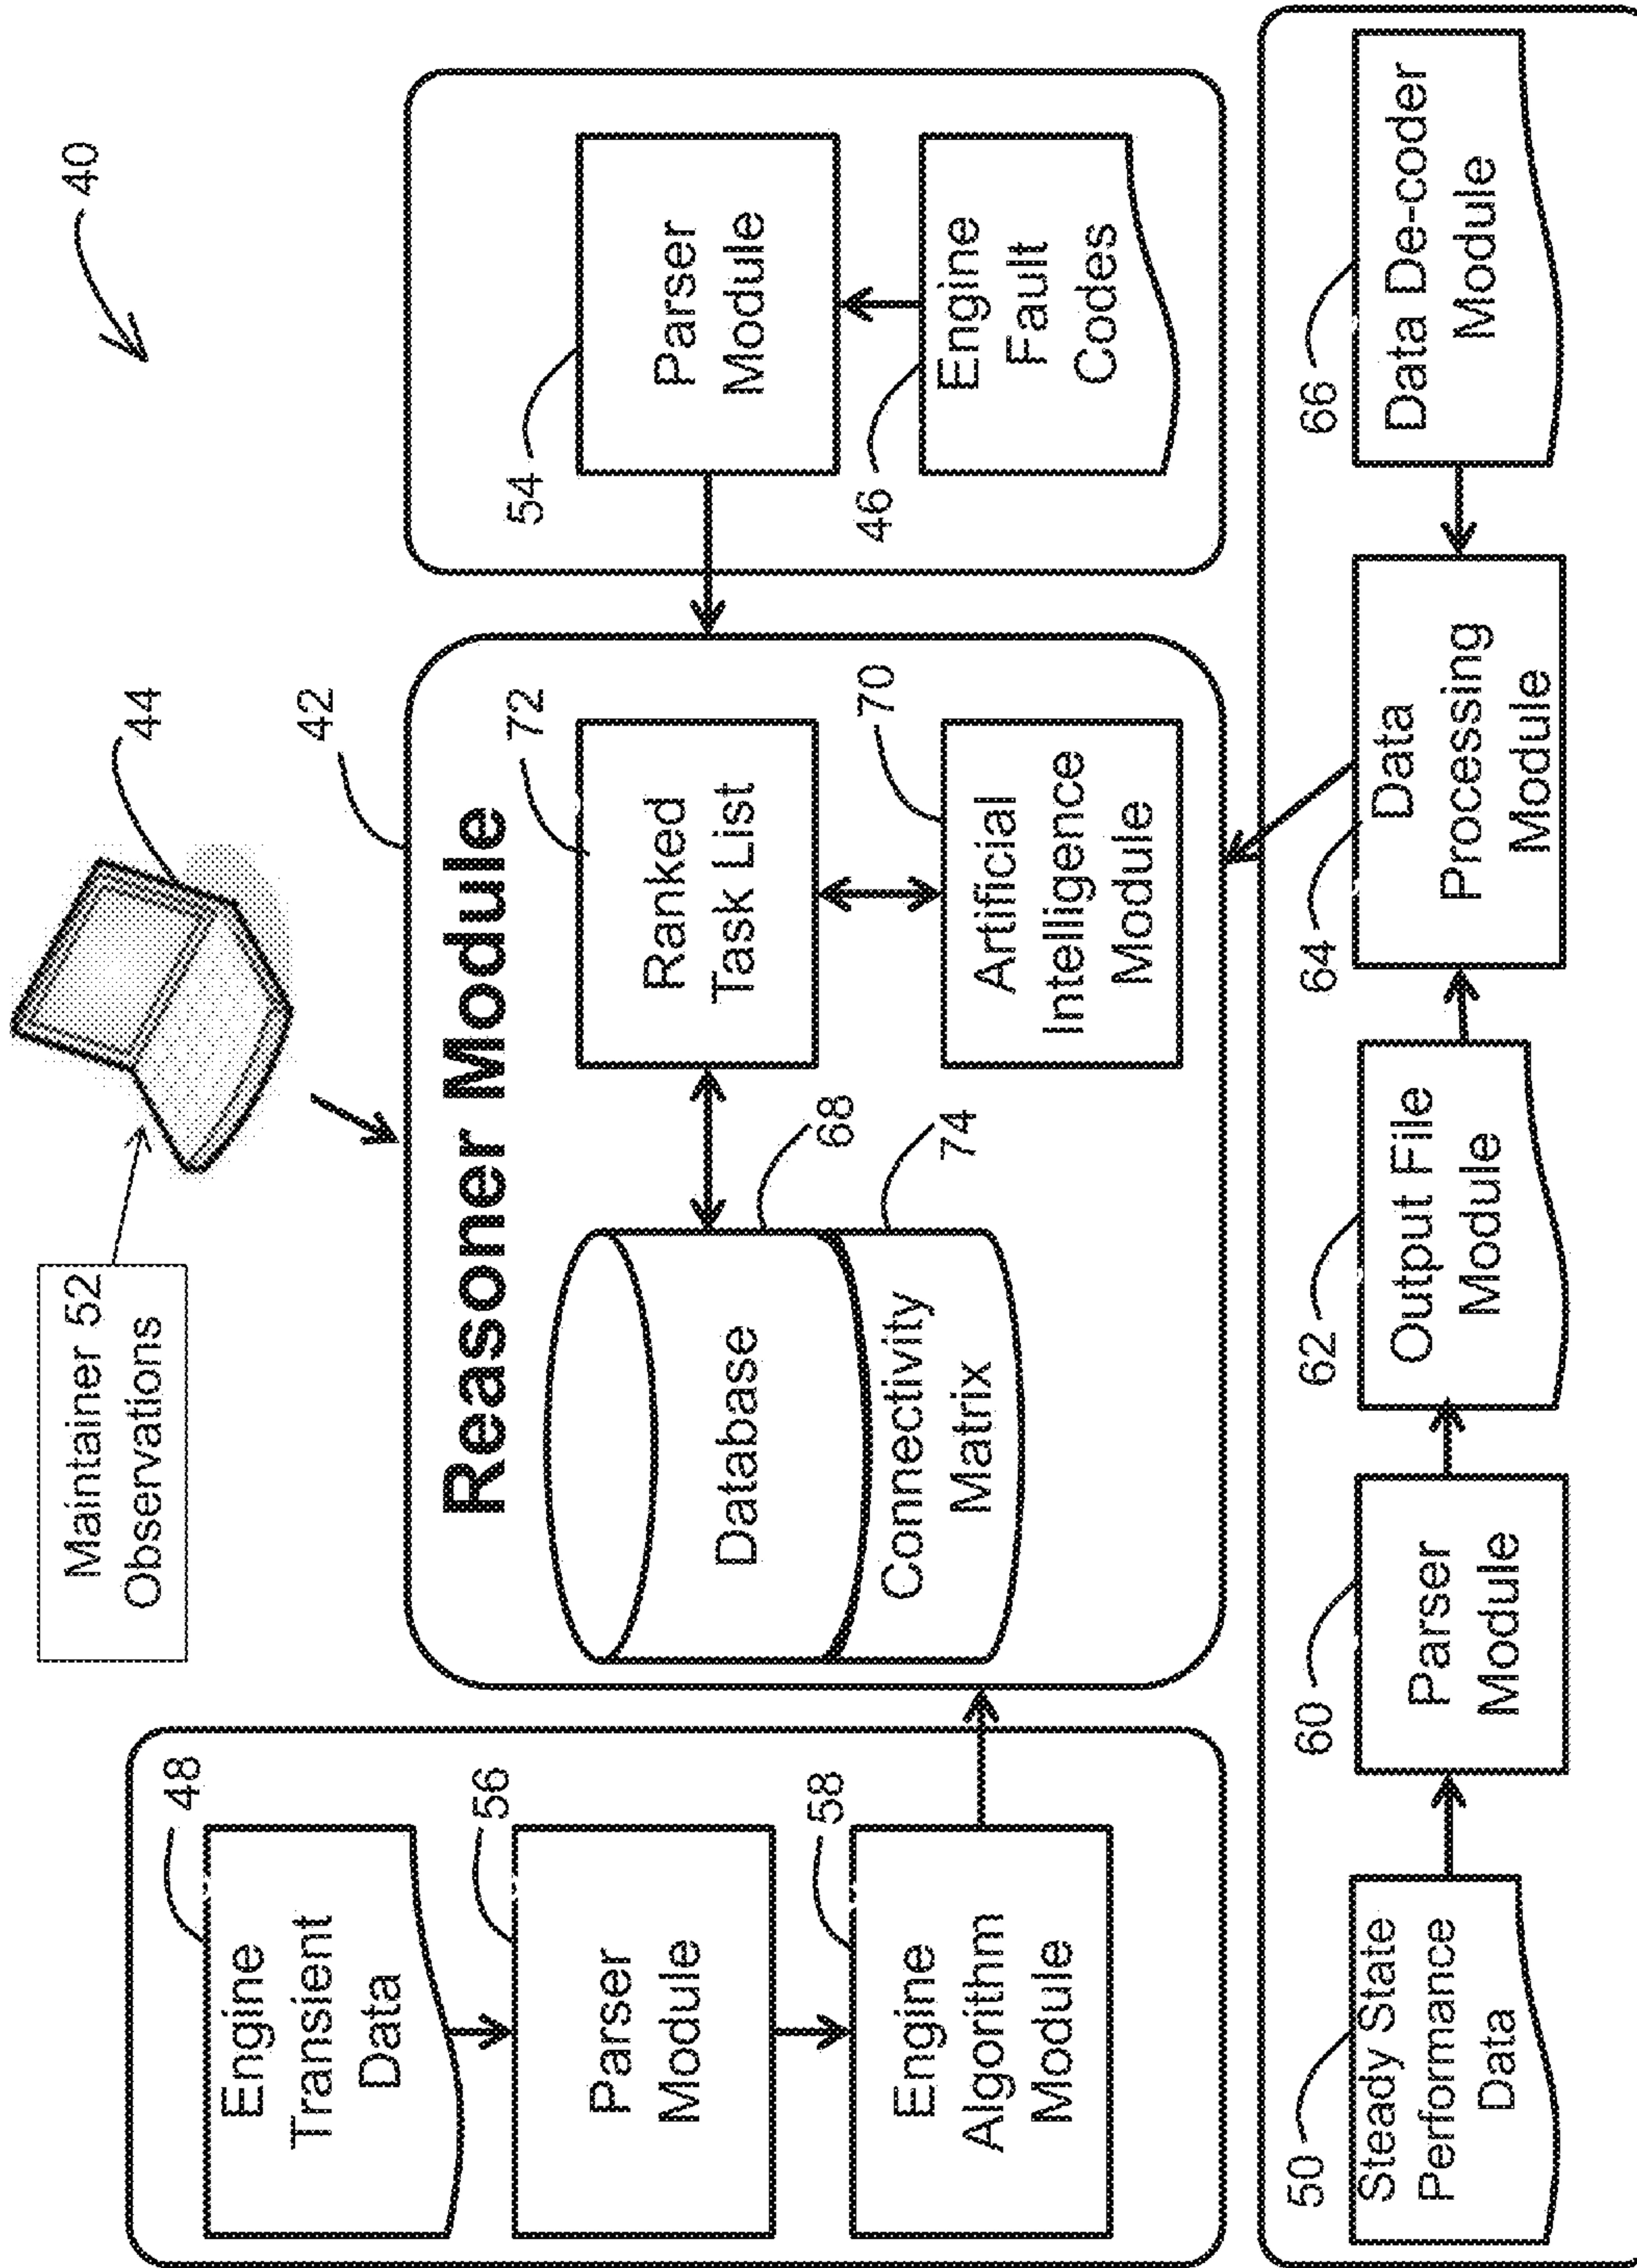 40
Maintainer 52
Observations
44
48
Engine
Transient
Data
56
Parser
Module
58
Engine
Algorithm
Module
42
Reasoner Module
Database
68
Connectivity
Matrix
74
72
Ranked
Task List
70
Artificial
Intelligence
Module
54
Parser
Module
46
Engine
Fault
Codes
50
Steady State
Performance
Data
60
Parser
Module
62
Output File
Module
64
Data
Processing
Module
66
Data De-coder
Module